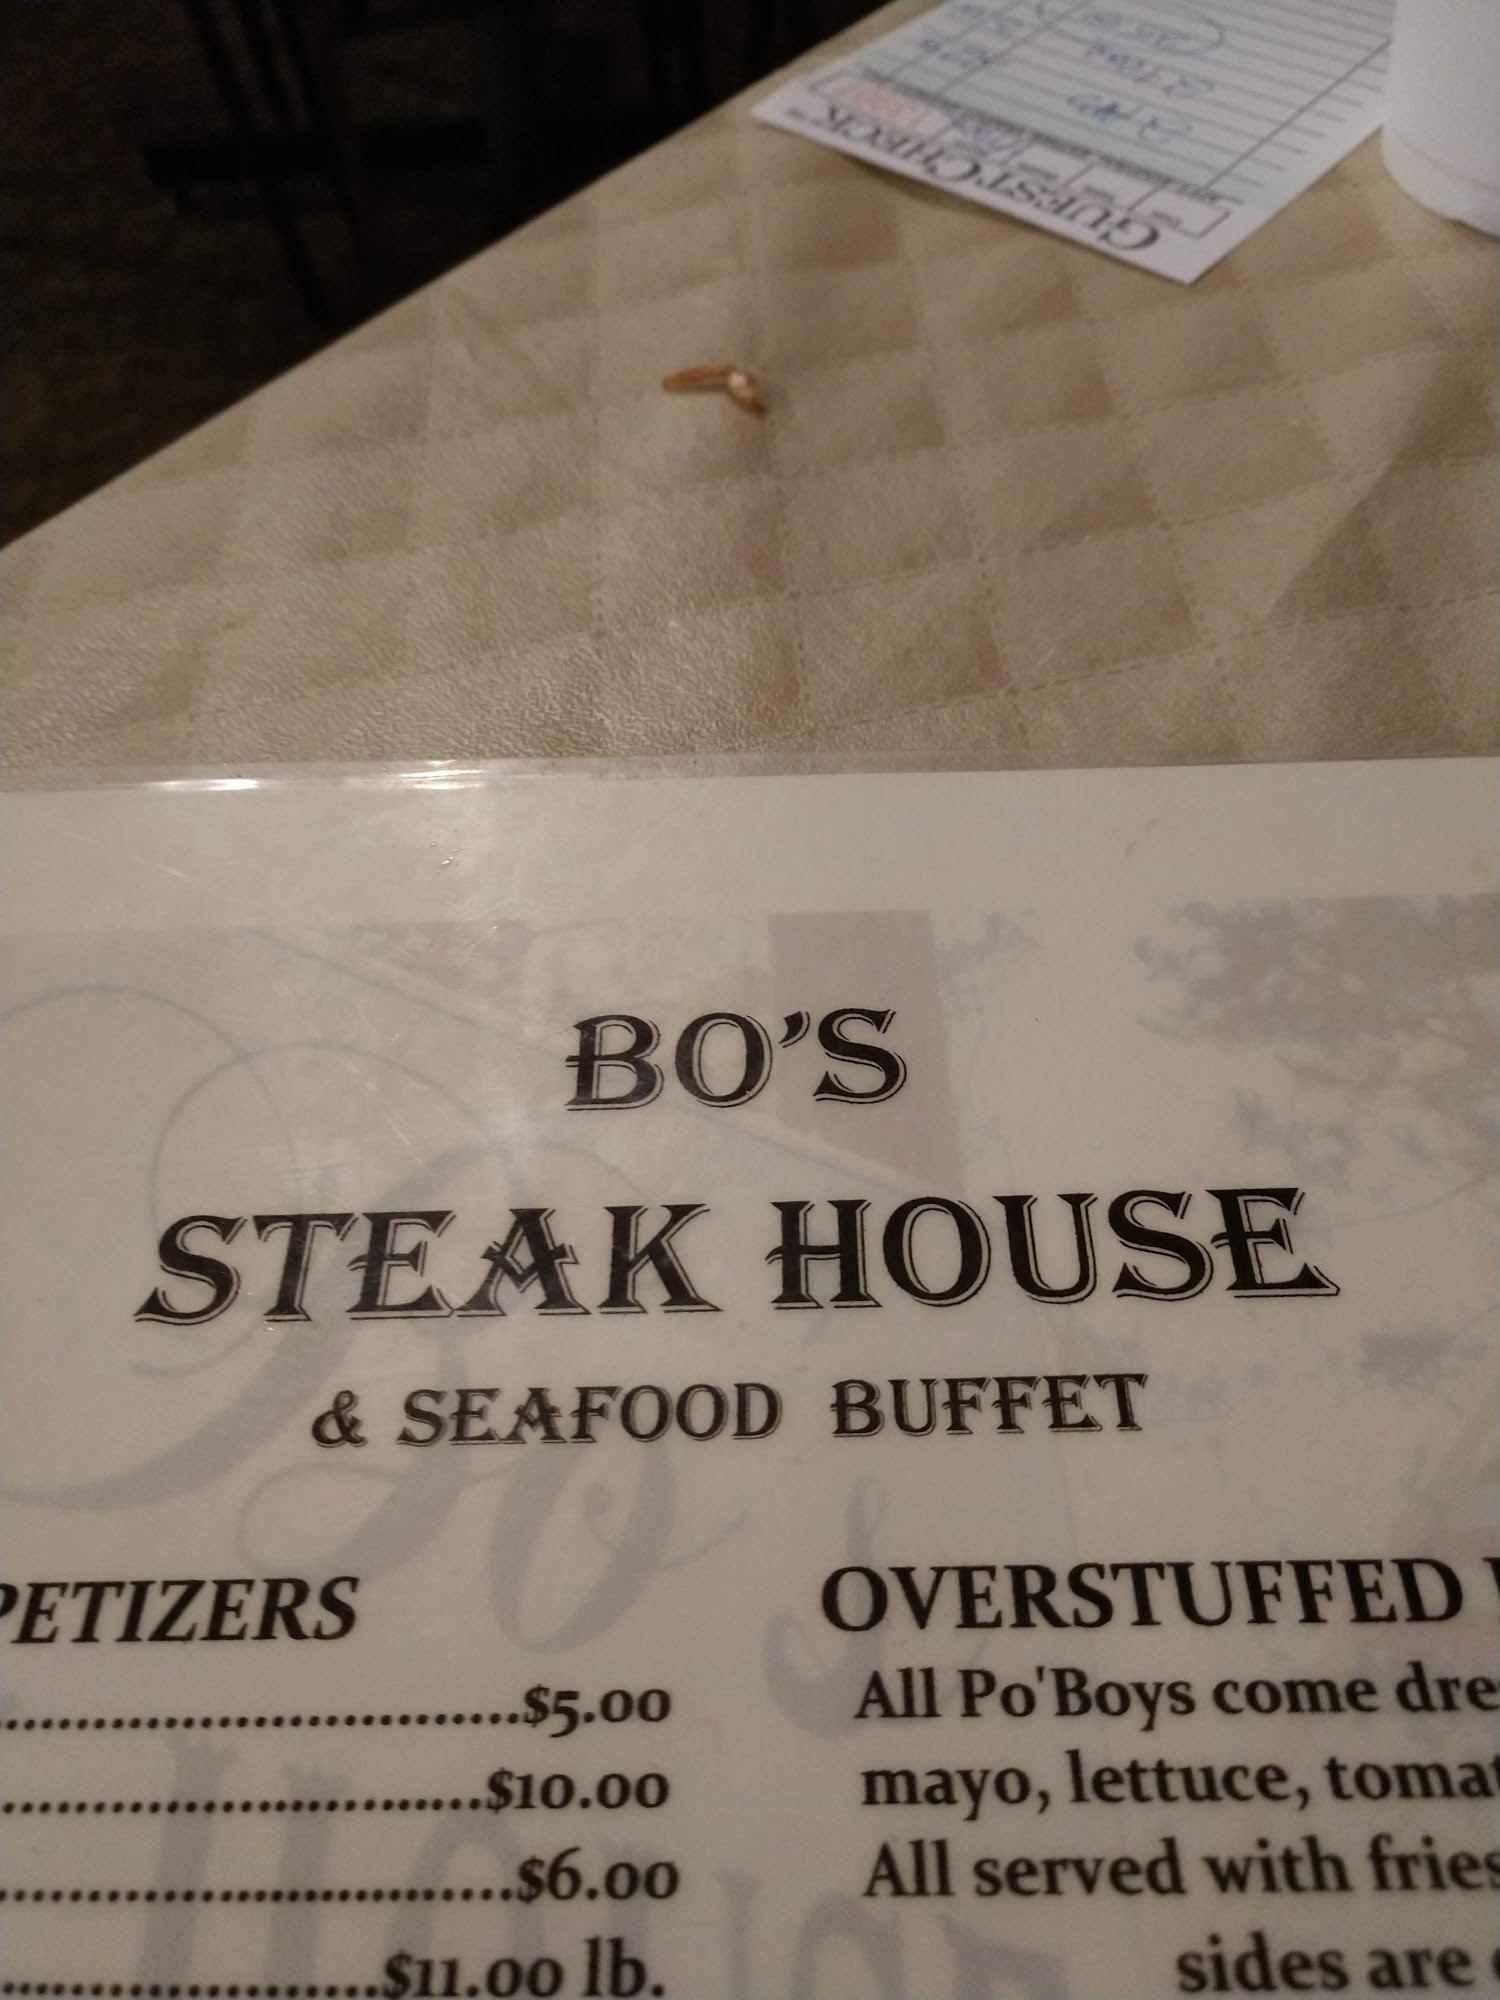 GUEST CHECK™
BO'S
STEAK HOUSE
& SEAFOOD BUFFET
PETIZERS
..............................$5.00
..........................$10.00
..............................$6.00
......................$11.00 lb.
OVERSTUFFED
All Po'Boys come dre
mayo, lettuce, tomat
All served with fries
sides are